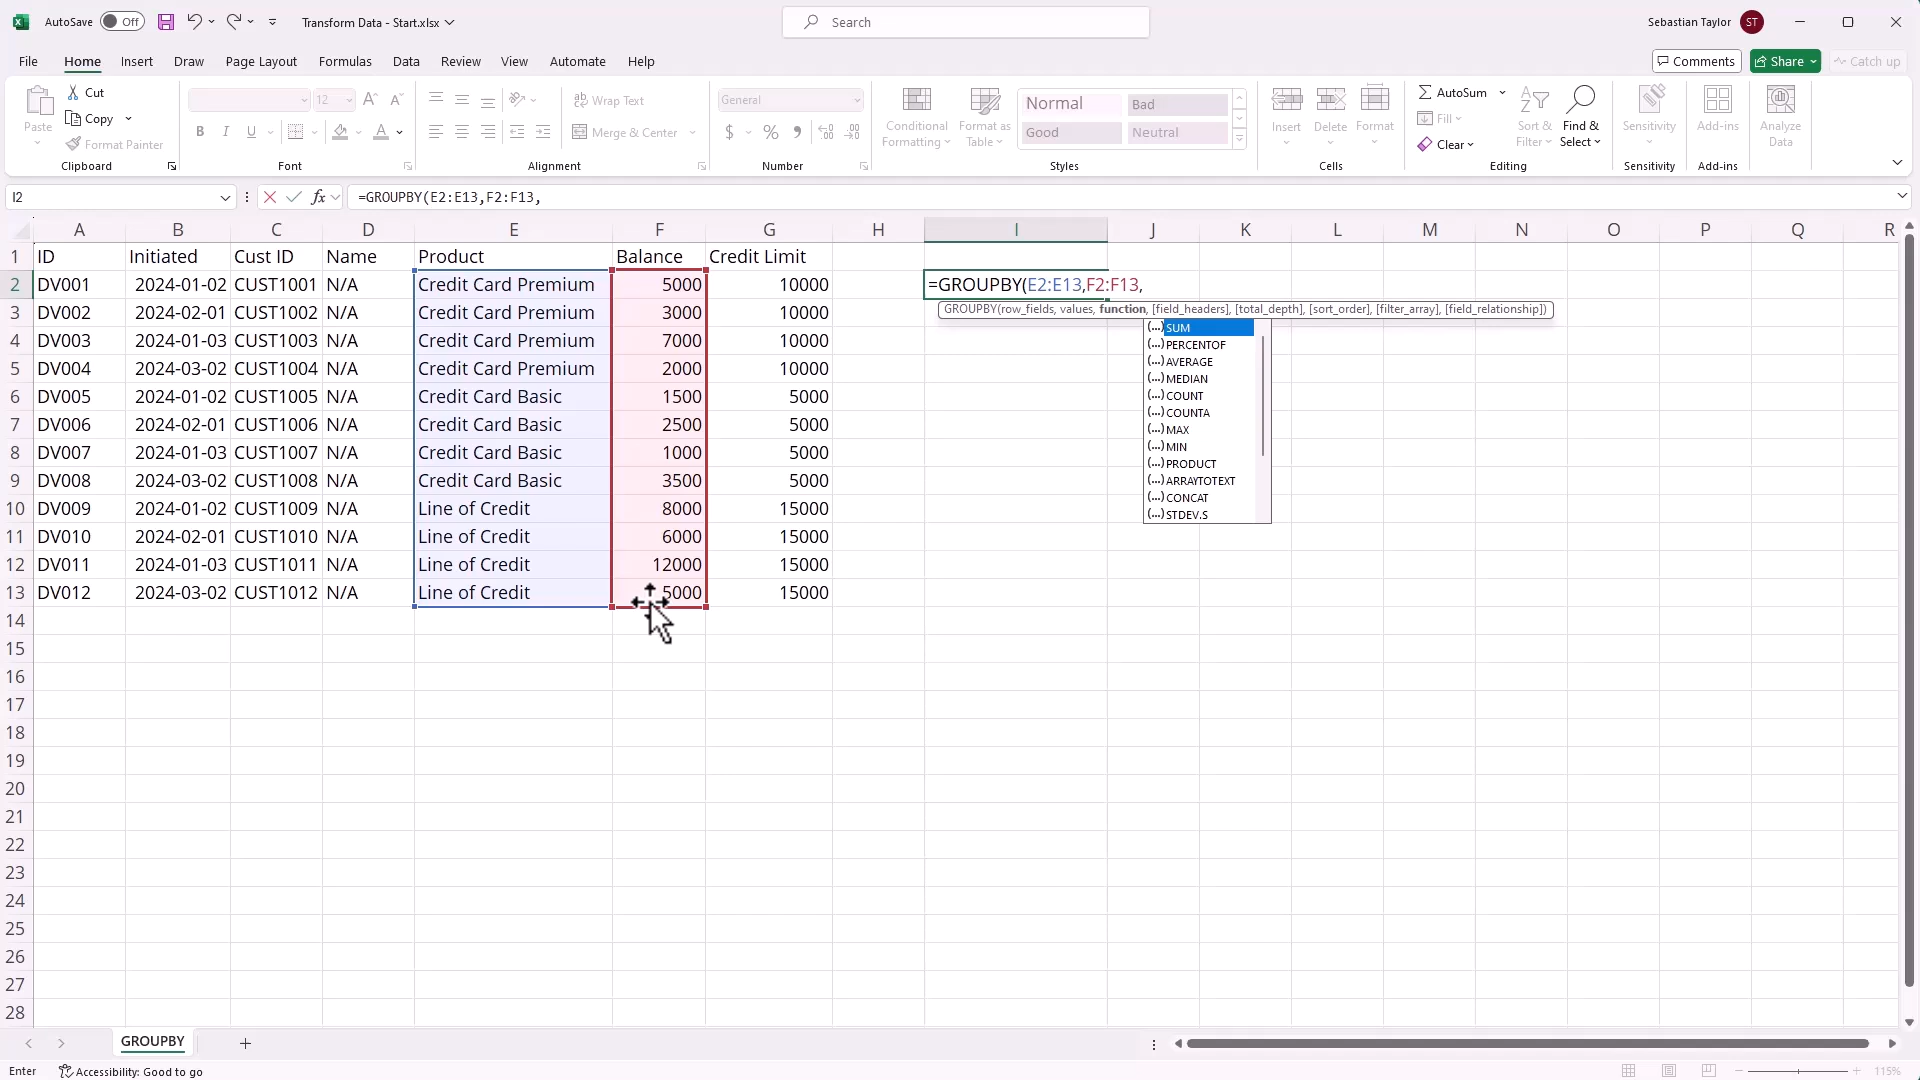 AutoSave Off Transform Data - Start.xlsx Search Sebastian Taylor ST
File Home Insert Draw Page Layout Formulas Data Review View Automate Help Comments Share Catch up
Paste Cut Copy Format Painter Clipboard
12 B I U A Font
Wrap Text Merge & Center Alignment
General $ % Number
Conditional Formatting Format as Table Normal Bad Good Neutral Styles
Insert Delete Format Cells
AutoSum Fill Clear Sort & Filter Find & Select Editing
Sensitivity Sensitivity
Add-ins Add-ins
Analyze Data
I2 fx =GROUPBY(E2:E13,F2:F13,
A B C D E F G H I J K L M N O P Q R
1 ID Initiated Cust ID Name Product Balance Credit Limit
2 DV001 2024-01-02 CUST1001 N/A Credit Card Premium 5000 10000 =GROUPBY(E2:E13,F2:F13,
3 DV002 2024-02-01 CUST1002 N/A Credit Card Premium 3000 10000
GROUPBY(row_fields, values, function, [field_headers], [total_depth], [sort_order], [filter_array], [field_relationship])
4 DV003 2024-01-03 CUST1003 N/A Credit Card Premium 7000 10000
5 DV004 2024-03-02 CUST1004 N/A Credit Card Premium 2000 10000
6 DV005 2024-01-02 CUST1005 N/A Credit Card Basic 1500 5000
7 DV006 2024-02-01 CUST1006 N/A Credit Card Basic 2500 5000
8 DV007 2024-01-03 CUST1007 N/A Credit Card Basic 1000 5000
9 DV008 2024-03-02 CUST1008 N/A Credit Card Basic 3500 5000
10 DV009 2024-01-02 CUST1009 N/A Line of Credit 8000 15000
11 DV010 2024-02-01 CUST1010 N/A Line of Credit 6000 15000
12 DV011 2024-01-03 CUST1011 N/A Line of Credit 12000 15000
13 DV012 2024-03-02 CUST1012 N/A Line of Credit 5000 15000
(...) SUM
(...) PERCENTOF
(...) AVERAGE
(...) MEDIAN
(...) COUNT
(...) COUNTA
(...) MAX
(...) MIN
(...) PRODUCT
(...) ARRAYTOTEXT
(...) CONCAT
(...) STDEV.S
14
15
16
17
18
19
20
21
22
23
24
25
26
27
28
GROUPBY
Enter Accessibility: Good to go 115%